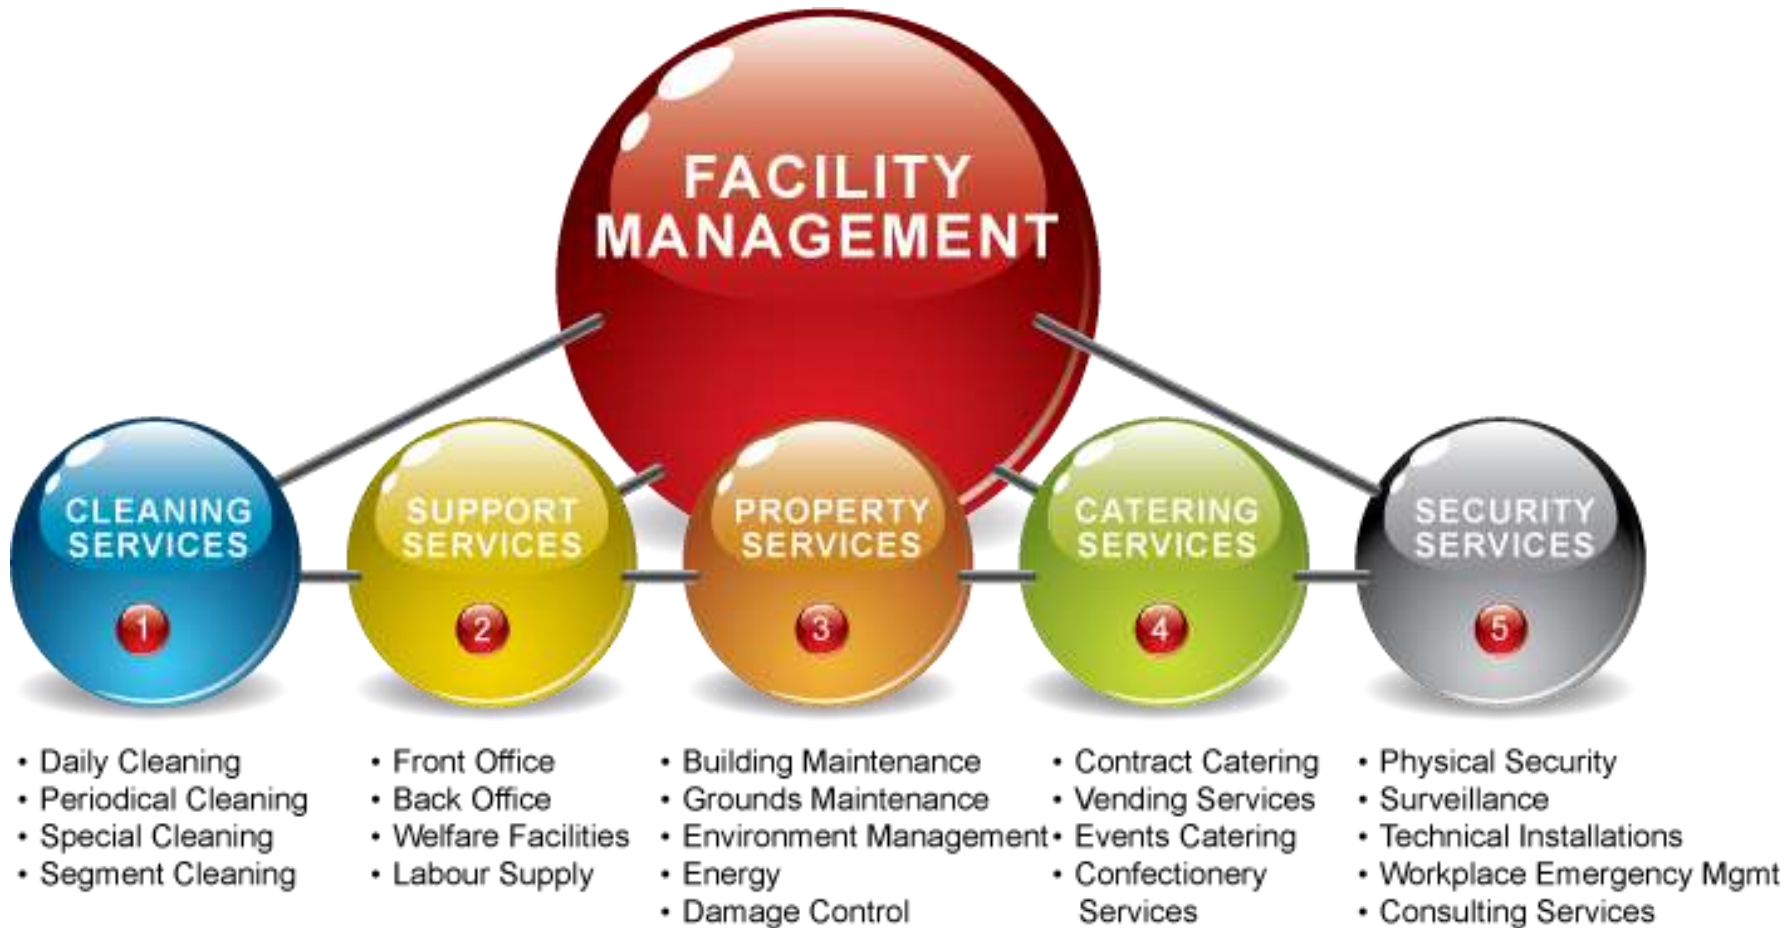 FACILITY
MANAGEMENT
CLEANING
SERVICES
1
SUPPORT
SERVICES
2
PROPERTY
SERVICES
3
CATERING
SERVICES
4
SECURITY
SERVICES
5
• Daily Cleaning
• Periodical Cleaning
• Special Cleaning
• Segment Cleaning
• Front Office
• Back Office
• Welfare Facilities
• Labour Supply
• Building Maintenance
• Grounds Maintenance
• Environment Management
• Energy
• Damage Control
• Contract Catering
• Vending Services
• Events Catering
• Confectionery
Services
• Physical Security
• Surveillance
• Technical Installations
• Workplace Emergency Mgmt
• Consulting Services